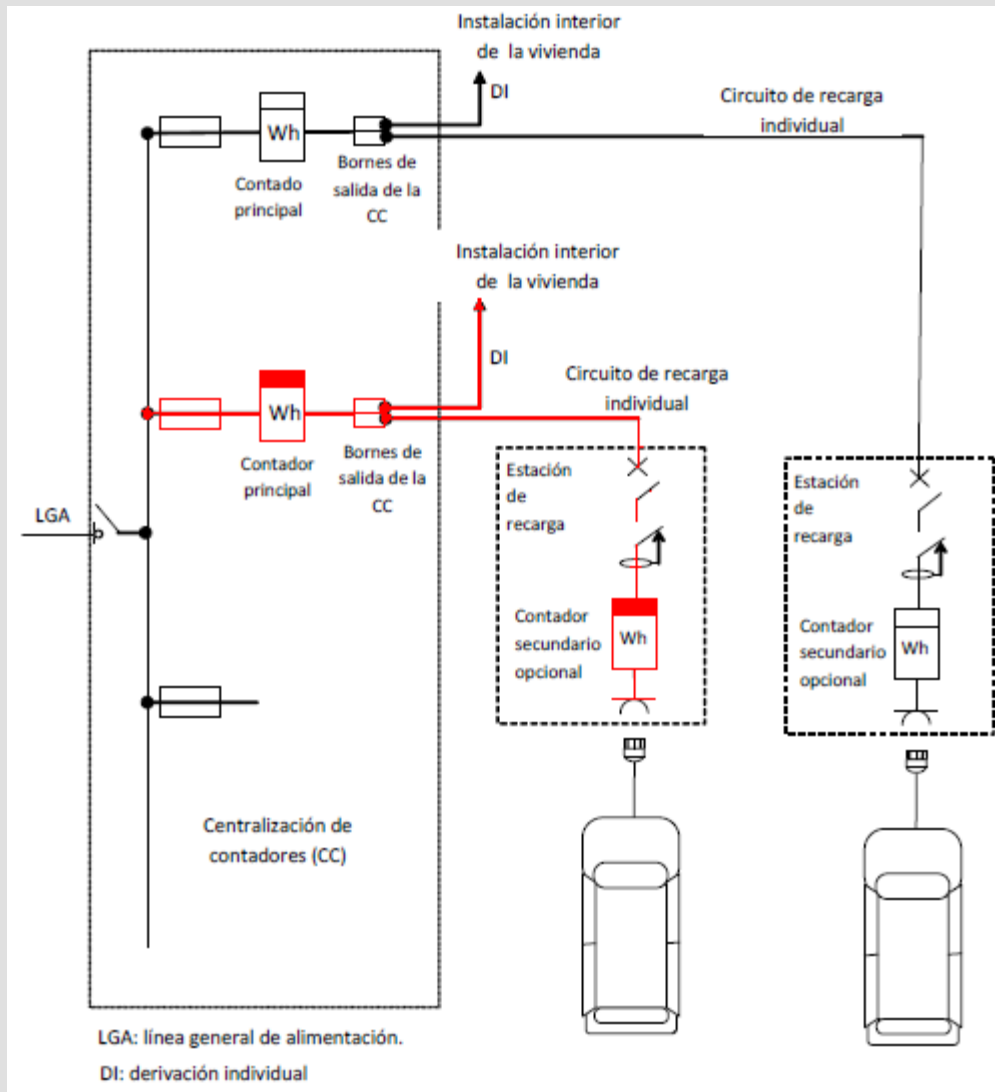 Instalación interior
de la vivienda
DI
Circuito de recarga
individual
Wh
Contado
principal
Bornes de
salida de la
CC
Instalación interior
de la vivienda
DI
Circuito de recarga
individual
Wh
Contador
principal
Bornes de
salida de la
CC
LGA
Estación
de
recarga
Contador
secundario
opcional
Wh
Estación
de
recarga
Contador
secundario
opcional
Wh
Centralización de
contadores (CC)
LGA: línea general de alimentación.
DI: derivación individual